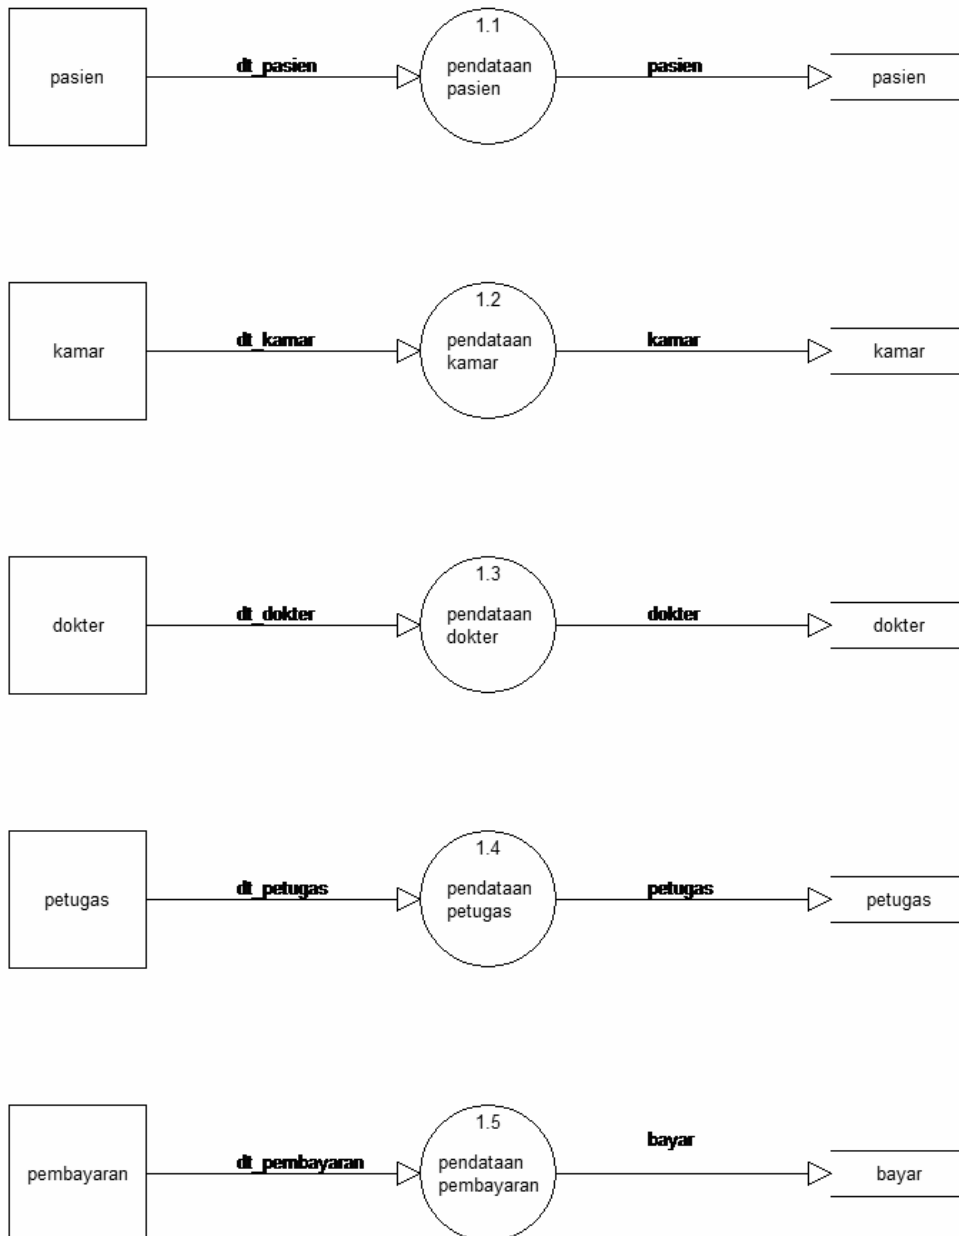 1.1
pasien
dt_pasien
pendataan
pasien
pasien
pasien
1.2
kamar
dt_kamar
pendataan
kamar
kamar
kamar
1.3
dokter
dt_dokter
pendataan
dokter
dokter
dokter
1.4
petugas
dt_petugas
pendataan
petugas
petugas
petugas
1.5
pembayaran
dt_pembayaran
pendataan
pembayaran
bayar
bayar